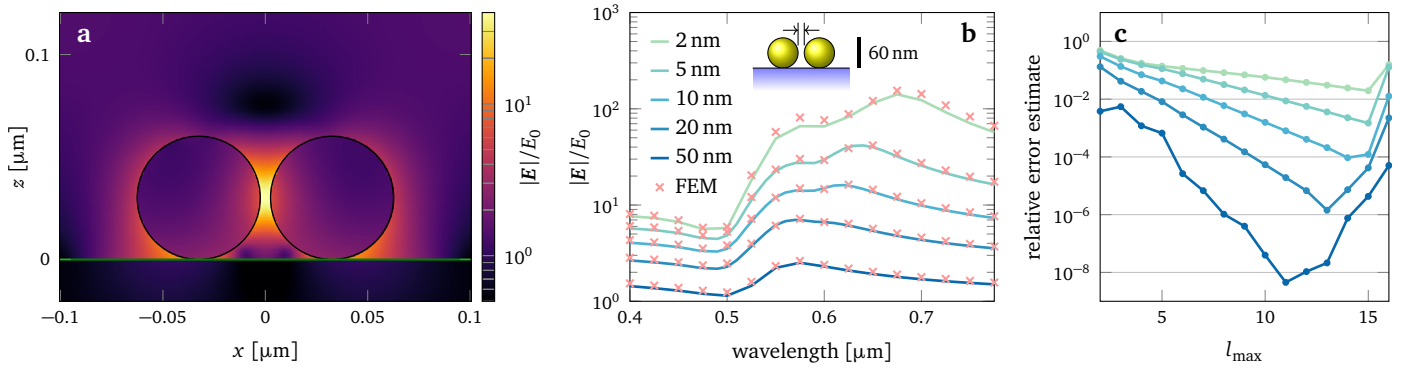 a
0.1
0
z [µm]
−0.1
−0.05
0
0.05
0.1
x [µm]
10¹
10⁰
|E|/E₀
b
10³
10²
10¹
10⁰
|E|/E₀
2 nm
5 nm
10 nm
20 nm
50 nm
FEM
60 nm
0.4
0.5
0.6
0.7
wavelength [µm]
c
10⁰
10⁻²
10⁻⁴
10⁻⁶
10⁻⁸
relative error estimate
5
10
15
lmax